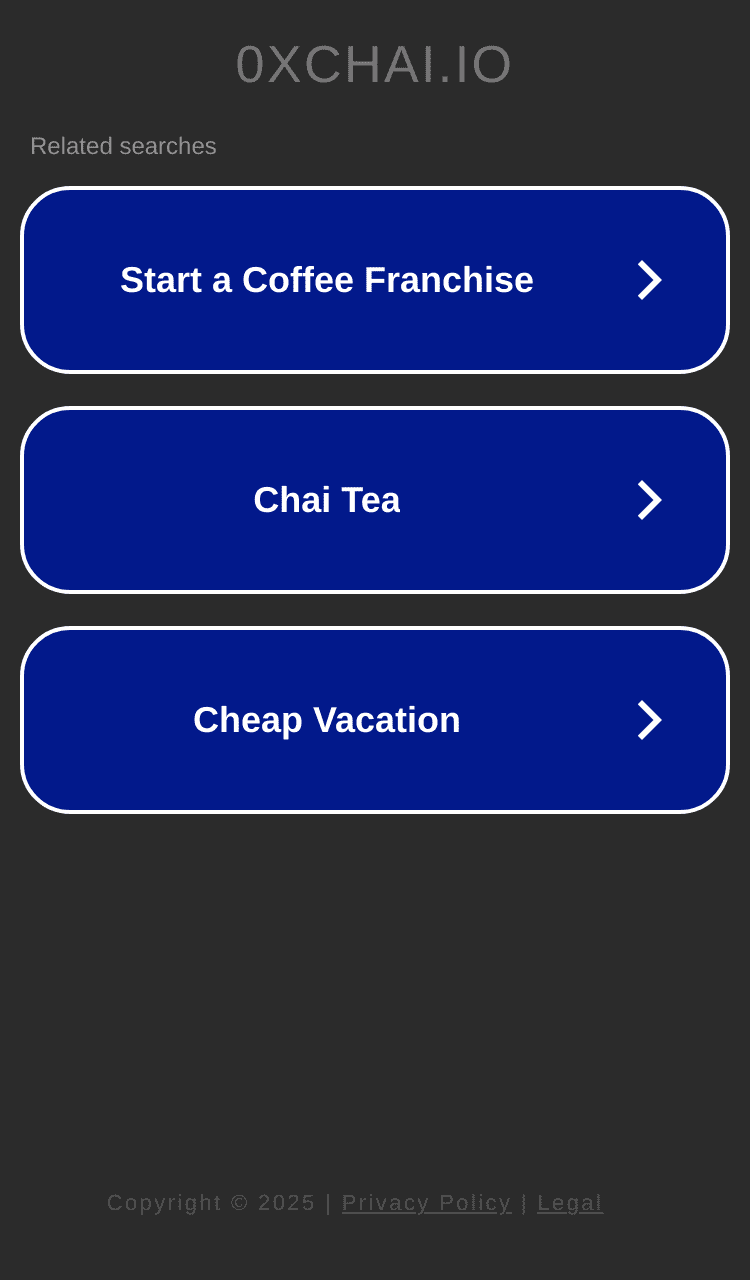 0XCHAI.IO
Related searches
Start a Coffee Franchise
Chai Tea
Cheap Vacation
Copyright © 2025 | Privacy Policy | Legal